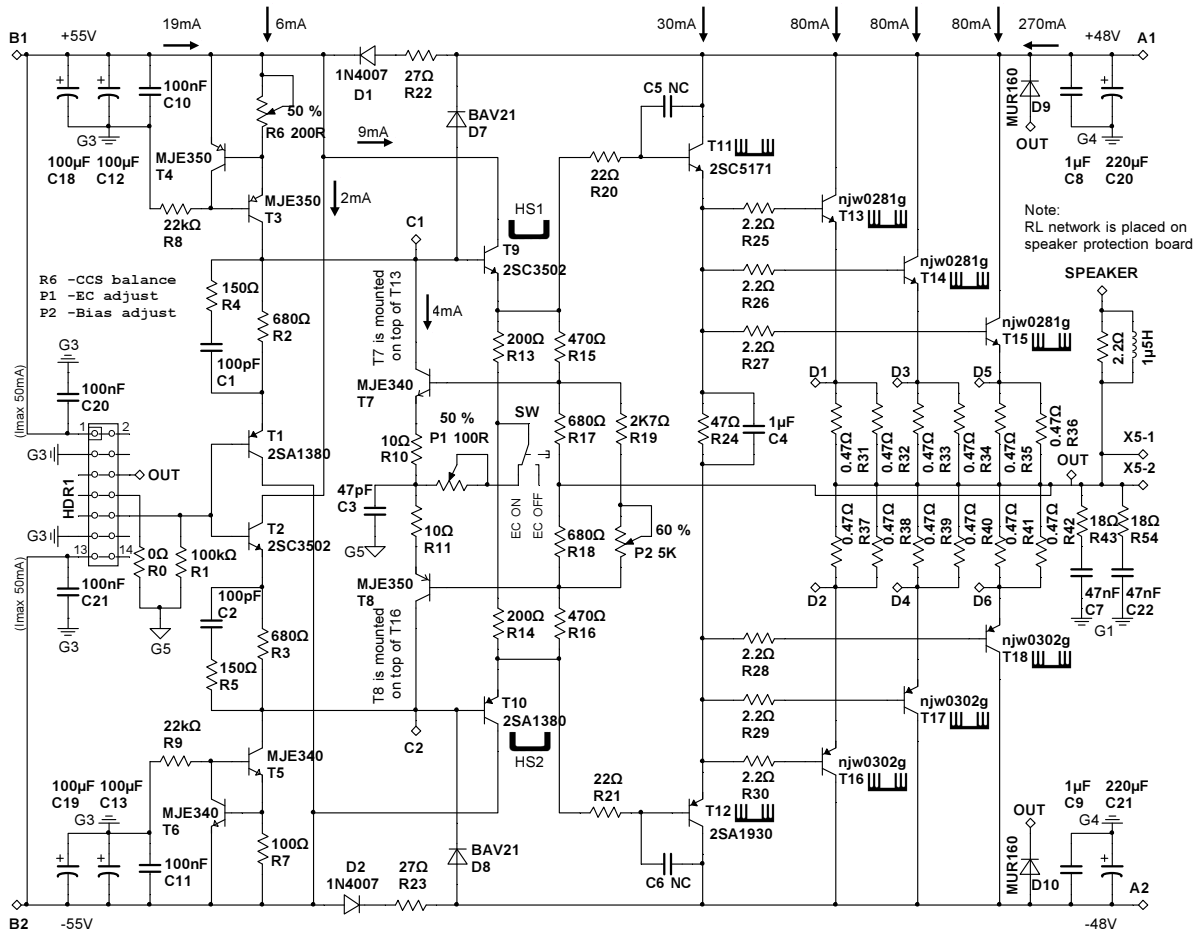 19mA
6mA
30mA
80mA
80mA
80mA
270mA
B1
+55V
+48V
A1
1N4007
D1
27Ω
R22
100nF
C10
50 %
R6 200R
9mA
BAV21
D7
C5 NC
MUR160
D9
OUT
G3
100µF
C18
100µF
C12
MJE350
T4
MJE350
T3
22kΩ
R8
2mA
HS1
C1
T9
2SC3502
22Ω
R20
T11
2SC5171
njw0281g
T13
2.2Ω
R25
njw0281g
T14
2.2Ω
R26
njw0281g
T15
2.2Ω
R27
G4
1µF
C8
220µF
C20
Note:
RL network is placed on
speaker protection board
SPEAKER
2.2Ω
1µ5H
R6 -CCS balance
P1 -EC adjust
P2 -Bias adjust
150Ω
R4
680Ω
R2
100pF
C1
4mA
T7 is mounted
on top of T13
200Ω
R13
470Ω
R15
D1
D3
D5
G3
100nF
C20
(Imax 50mA)
1
2
G3
OUT
HDR1
G3
13
14
T1
2SA1380
T2
2SC3502
MJE340
T7
10Ω
R10
50 %
P1 100R
SW
EC ON
EC OFF
680Ω
R17
2K7Ω
R19
47Ω
R24
1µF
C4
0.47Ω
R31
0.47Ω
R32
0.47Ω
R33
0.47Ω
R34
0.47Ω
R35
0.47Ω
R36
X5-1
X5-2
OUT
47pF
C3
G5
10Ω
R11
680Ω
R18
60 %
P2 5K
0.47Ω
R37
0.47Ω
R38
0.47Ω
R39
0.47Ω
R40
0.47Ω
R41
0.47Ω
R42
18Ω
R43
18Ω
R54
0Ω
R0
100kΩ
R1
G5
100nF
C21
G3
(Imax 50mA)
100pF
C2
680Ω
R3
150Ω
R5
MJE350
T8
T8 is mounted
on top of T16
200Ω
R14
470Ω
R16
D2
D4
D6
47nF
C7
47nF
C22
G1
2.2Ω
R28
njw0302g
T18
2.2Ω
R29
njw0302g
T17
2.2Ω
R30
njw0302g
T16
T10
2SA1380
C2
HS2
22kΩ
R9
MJE340
T5
MJE340
T6
100µF
C19
100µF
C13
G3
100nF
C11
100Ω
R7
BAV21
D8
22Ω
R21
T12
2SA1930
C6 NC
OUT
MUR160
D10
1µF
C9
220µF
C21
G4
D2
1N4007
27Ω
R23
B2
-55V
-48V
A2